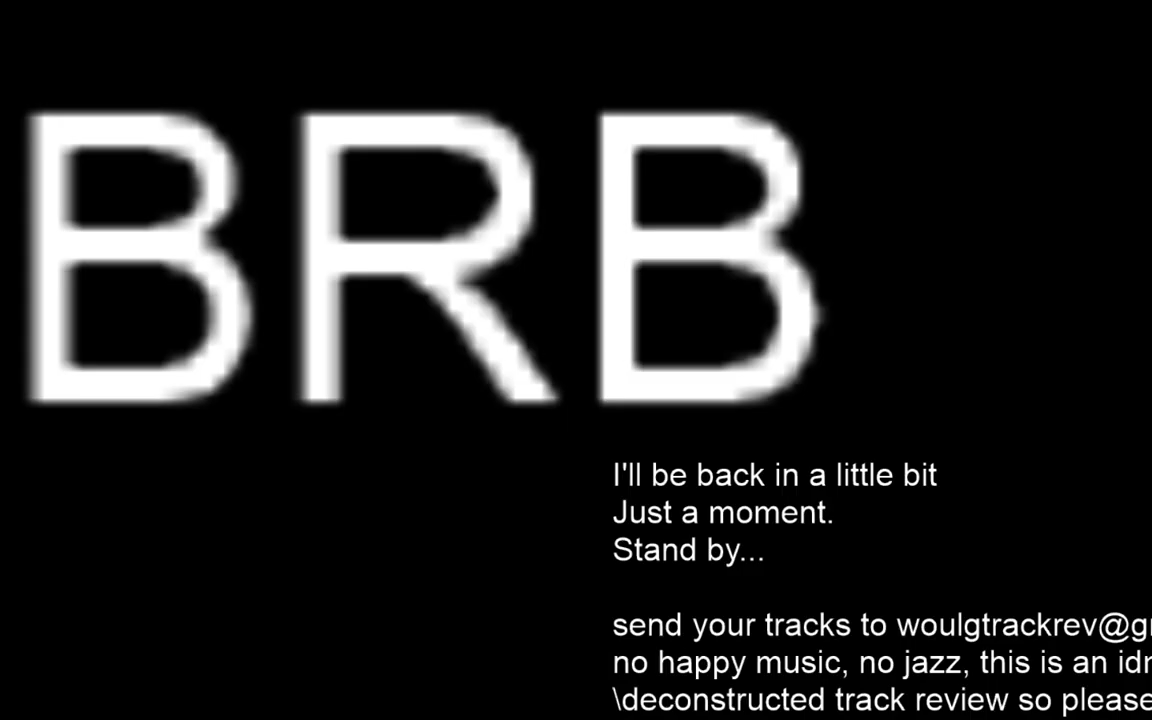 BRB
I'll be back in a little bit
Just a moment.
Stand by...
send your tracks to woulgtrackrev@g
no happy music, no jazz, this is an
\deconstructed track review so please